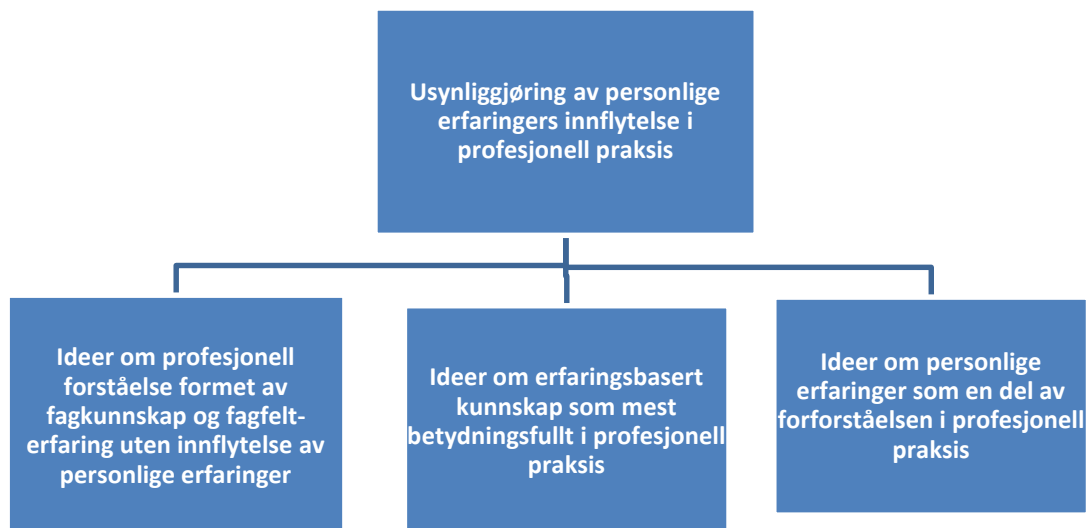 Usynliggjøring av personlige
erfaringers innflytelse i
profesjonell praksis
Ideer om profesjonell
forståelse formet av
fagkunnskap og fagfelt-
erfaring uten innflytelse av
personlige erfaringer
Ideer om erfaringsbasert
kunnskap som mest
betydningsfullt i profesjonell
praksis
Ideer om personlige
erfaringer som en del av
forforståelsen i profesjonell
praksis